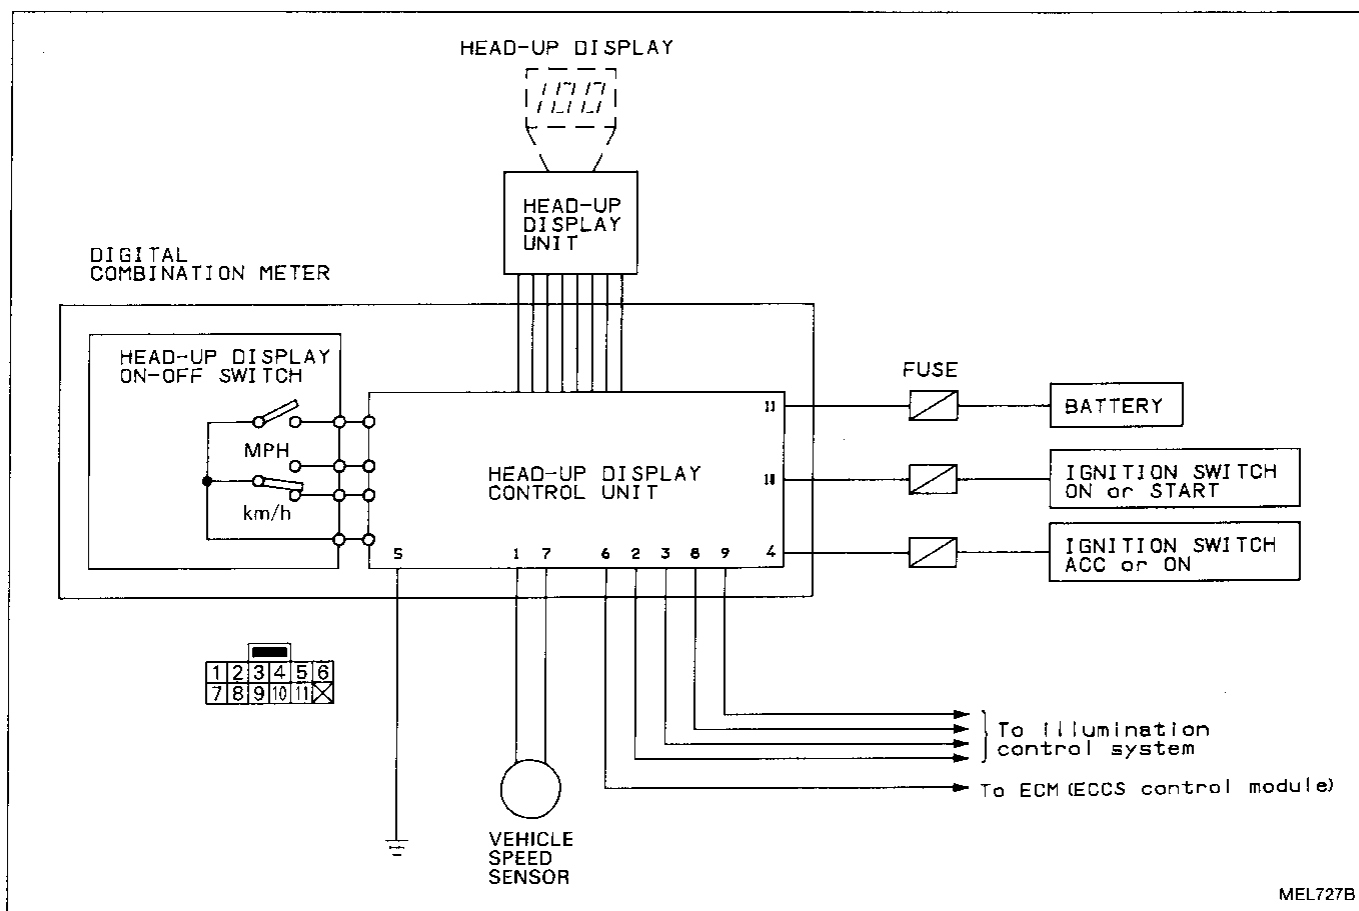 HEAD-UP DISPLAY
100
HEAD-UP
DISPLAY
UNIT
DIGITAL
COMBINATION METER
HEAD-UP DISPLAY
ON-OFF SWITCH
MPH
km/h
HEAD-UP DISPLAY
CONTROL UNIT
11
10
4
5 1 7 6 2 3 8 9
FUSE
BATTERY
IGNITION SWITCH
ON or START
IGNITION SWITCH
ACC or ON
1 2 3 4 5 6
7 8 9 10 11
To illumination
control system
To ECM (ECCS control module)
VEHICLE
SPEED
SENSOR
MEL727B